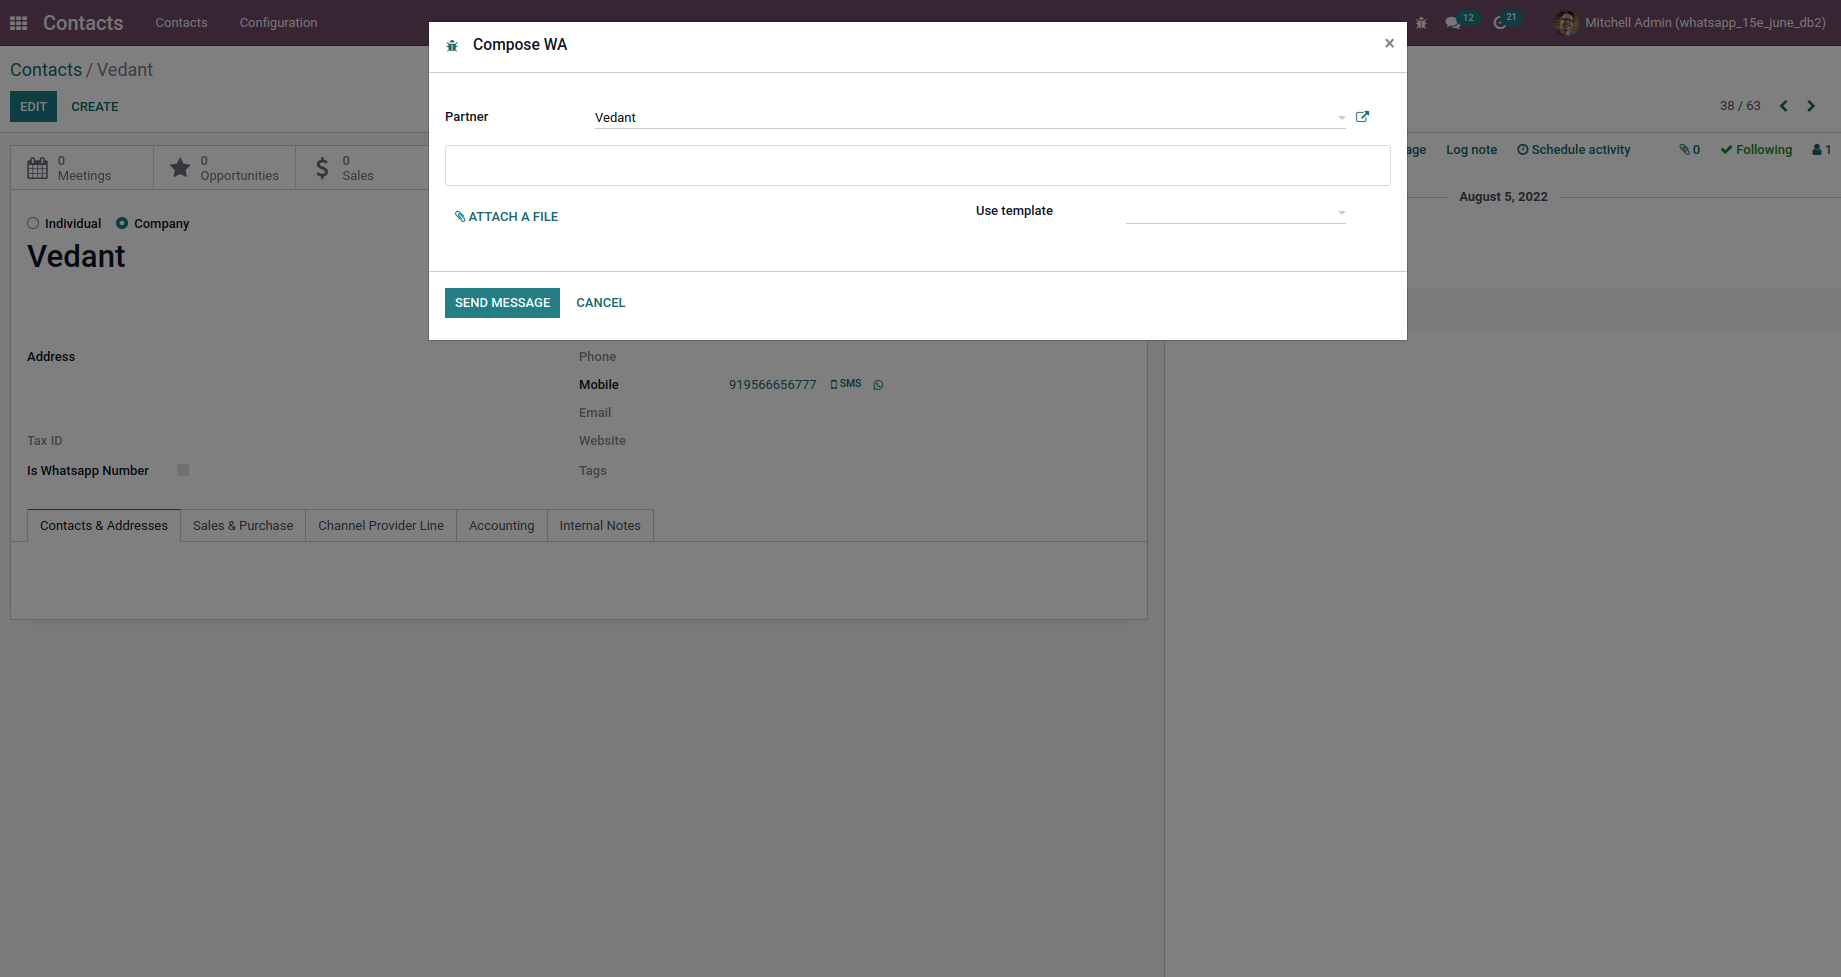 Contacts
Contacts
Configuration
12
21
Mitchell Admin (whatsapp_15e_june_db2)
Compose WA
×
Contacts / Vedant
EDIT
CREATE
38 / 63
Partner
Vedant
0
Meetings
0
Opportunities
0
Sales
age
Log note
Schedule activity
0
Following
1
August 5, 2022
ATTACH A FILE
Use template
Individual
Company
Vedant
SEND MESSAGE
CANCEL
Address
Phone
Mobile
919566656777
SMS
Email
Tax ID
Website
Is Whatsapp Number
Tags
Contacts & Addresses
Sales & Purchase
Channel Provider Line
Accounting
Internal Notes